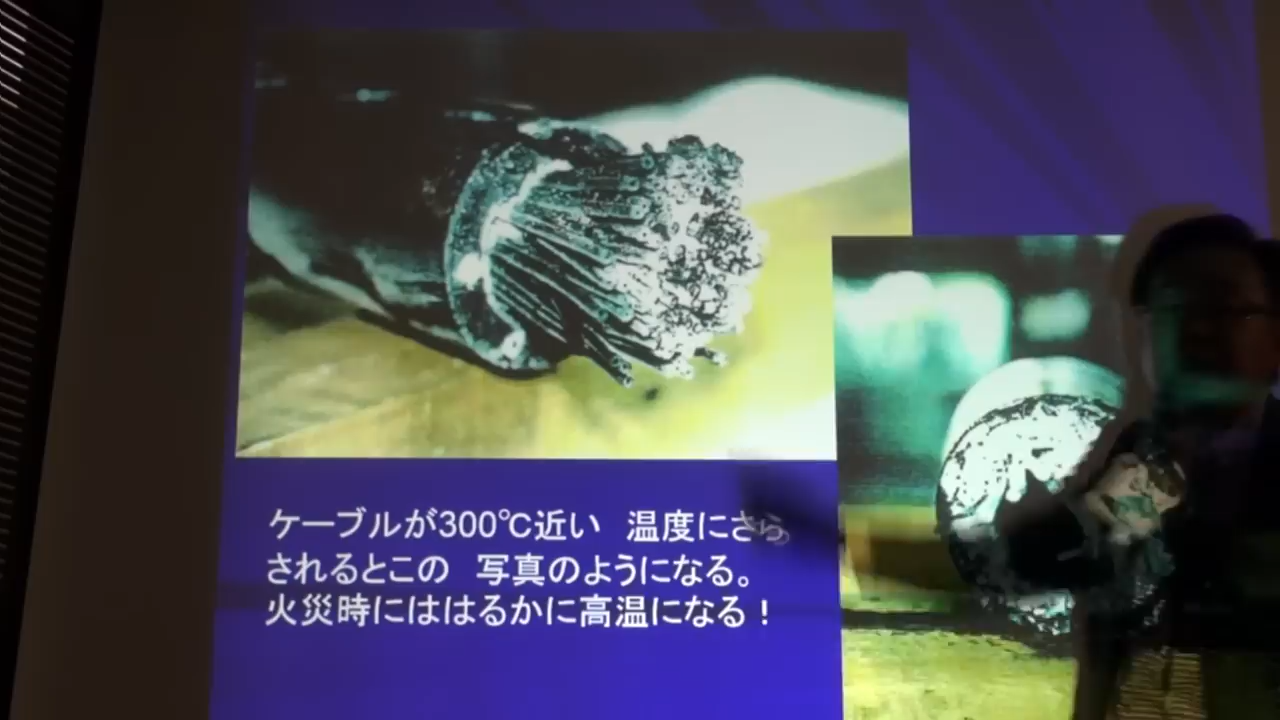 ケーブルが300℃近い 温度にさら
されるとこの 写真のようになる。
火災時にははるかに高温になる！